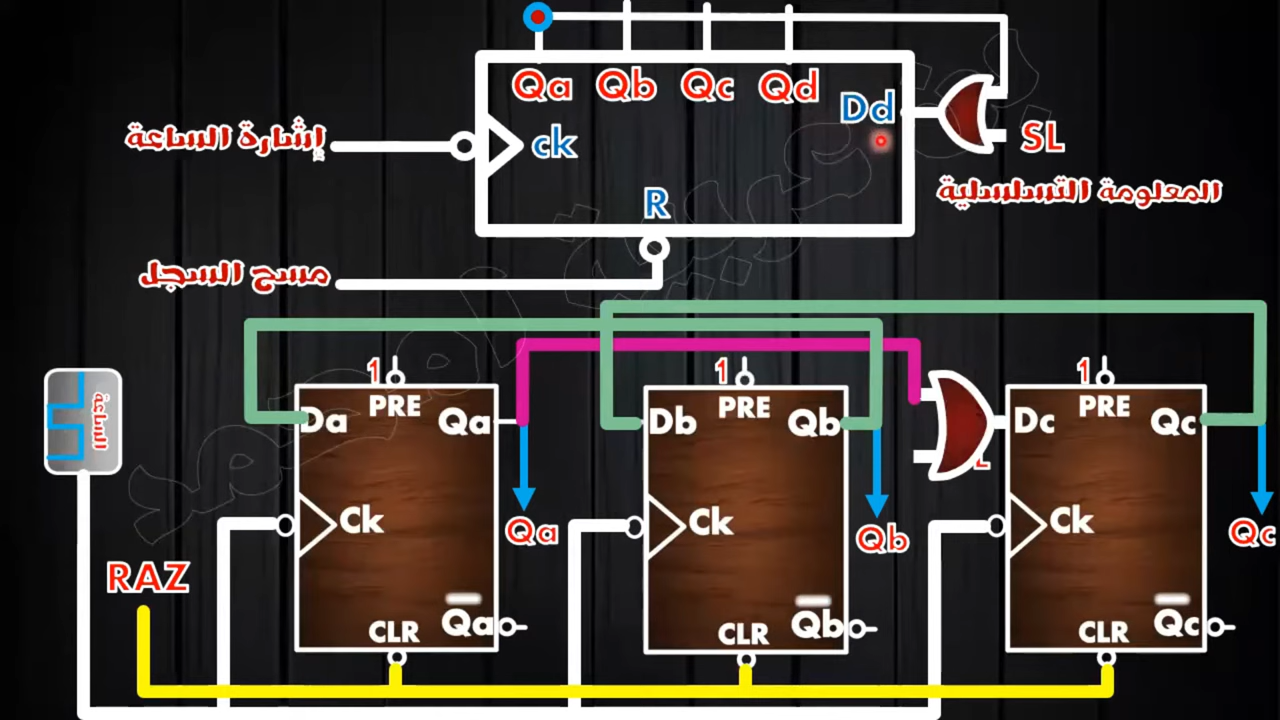 Qa Qb Qc Qd
Dd
إشارة الساعة
ck
SL
المعلومة التسلسلية
R
مسح السجل
1 1 1
PRE PRE PRE
Da Qa Db Qb Dc Qc
الساعة
Ck Ck Ck
Qa Qb Qc
RAZ
CLR Qa CLR Qb CLR Qc